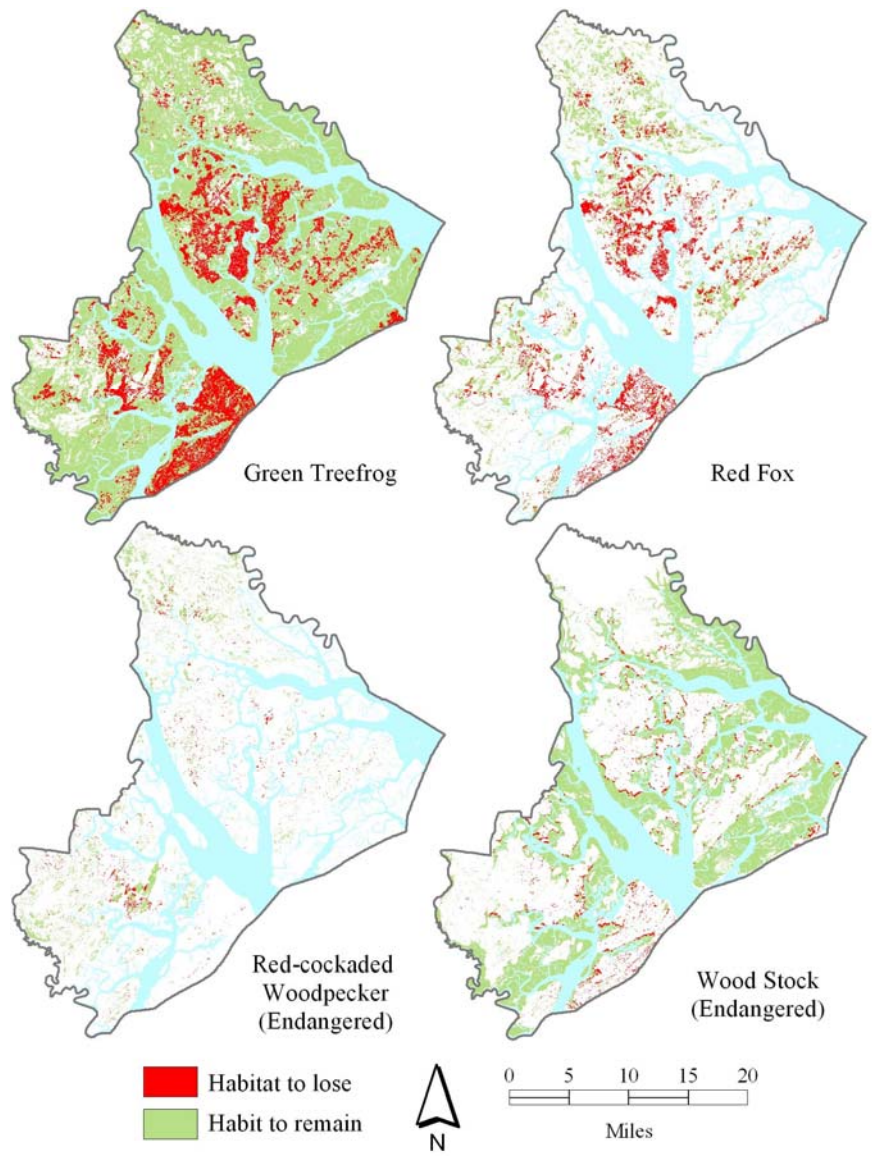 Green Treefrog
Red Fox
Red-cockaded
Woodpecker
(Endangered)
Wood Stock
(Endangered)
Habitat to lose
Habit to remain
N
0 5 10 15 20
Miles